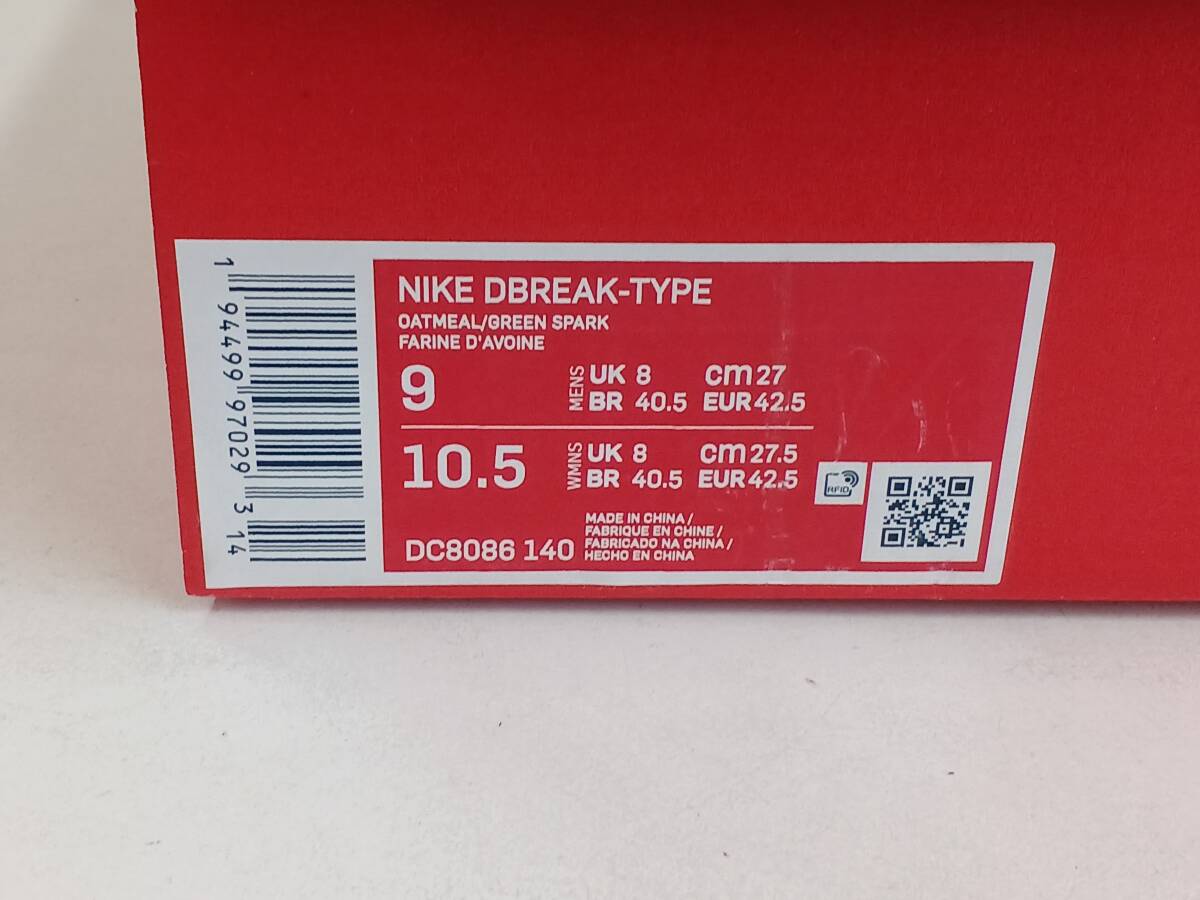 NIKE DBREAK-TYPE
OATMEAL/GREEN SPARK
FARINE D'AVOINE
9 MENS UK 8 cm 27
BR 40.5 EUR 42.5
10.5 WMNS UK 8 cm 27.5
BR 40.5 EUR 42.5
DC8086 140
MADE IN CHINA/
FABRIQUE EN CHINE/
FABRICADO NA CHINA/
HECHO EN CHINA
RFID
1 94499 97029 3 14